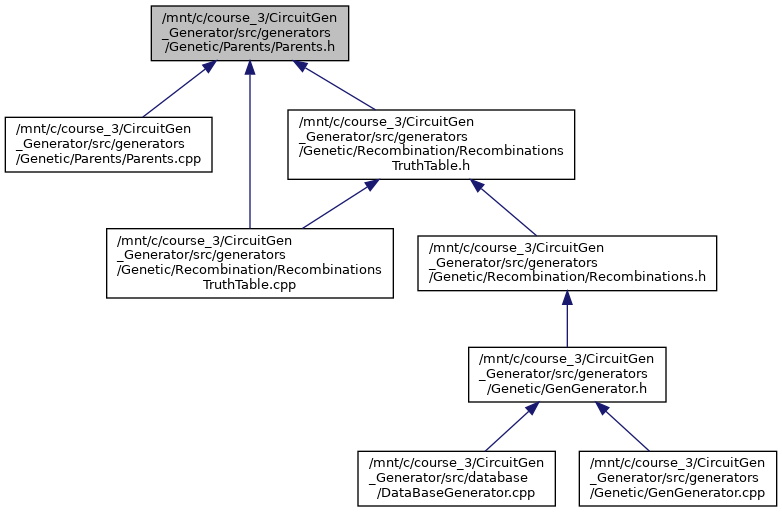 /mnt/c/course_3/CircuitGen
_Generator/src/generators
/Genetic/Parents/Parents.h
/mnt/c/course_3/CircuitGen
_Generator/src/generators
/Genetic/Parents/Parents.cpp
/mnt/c/course_3/CircuitGen
_Generator/src/generators
/Genetic/Recombination/Recombinations
TruthTable.h
/mnt/c/course_3/CircuitGen
_Generator/src/generators
/Genetic/Recombination/Recombinations
TruthTable.cpp
/mnt/c/course_3/CircuitGen
_Generator/src/generators
/Genetic/Recombination/Recombinations.h
/mnt/c/course_3/CircuitGen
_Generator/src/generators
/Genetic/GenGenerator.h
/mnt/c/course_3/CircuitGen
_Generator/src/database
/DataBaseGenerator.cpp
/mnt/c/course_3/CircuitGen
_Generator/src/generators
/Genetic/GenGenerator.cpp